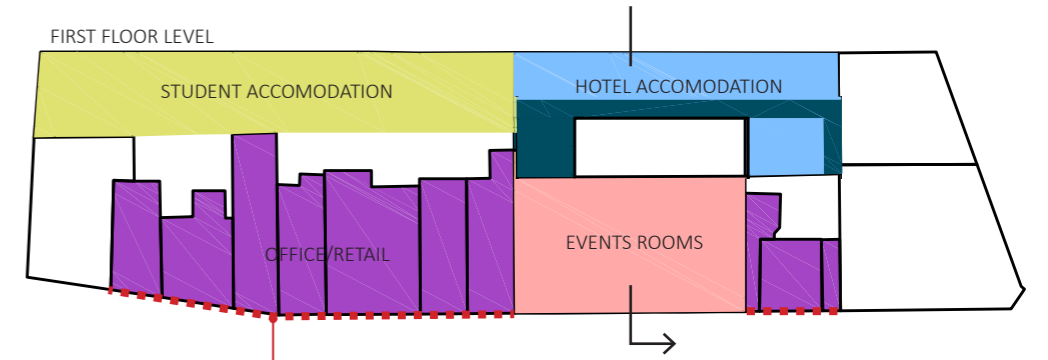 FIRST FLOOR LEVEL
STUDENT ACCOMODATION
HOTEL ACCOMODATION
EVENTS ROOMS
OFFICE/RETAIL